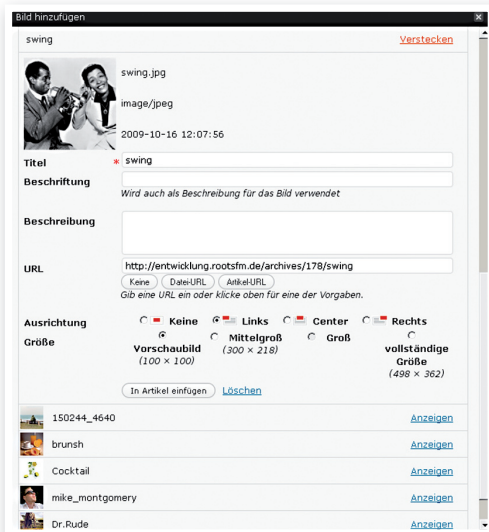 Bild hinzufügen
swing Verstecken
swing.jpg
image/jpeg
2009-10-16 12:07:56
Titel * swing
Beschriftung
Wird auch als Beschreibung für das Bild verwendet
Beschreibung
URL http://entwicklung.rootsfm.de/archives/178/swing
Keine Datei-URL Artikel-URL
Gib eine URL ein oder klicke oben für eine der Vorgaben.
Ausrichtung Keine Links Center Rechts
Größe Vorschaubild Mittelgroß Groß vollständige Größe
(100 × 100) (300 × 218) (498 × 362)
In Artikel einfügen Löschen
150244_4640 Anzeigen
brunsh Anzeigen
Cocktail Anzeigen
mike_montgomery Anzeigen
Dr.Rude Anzeigen